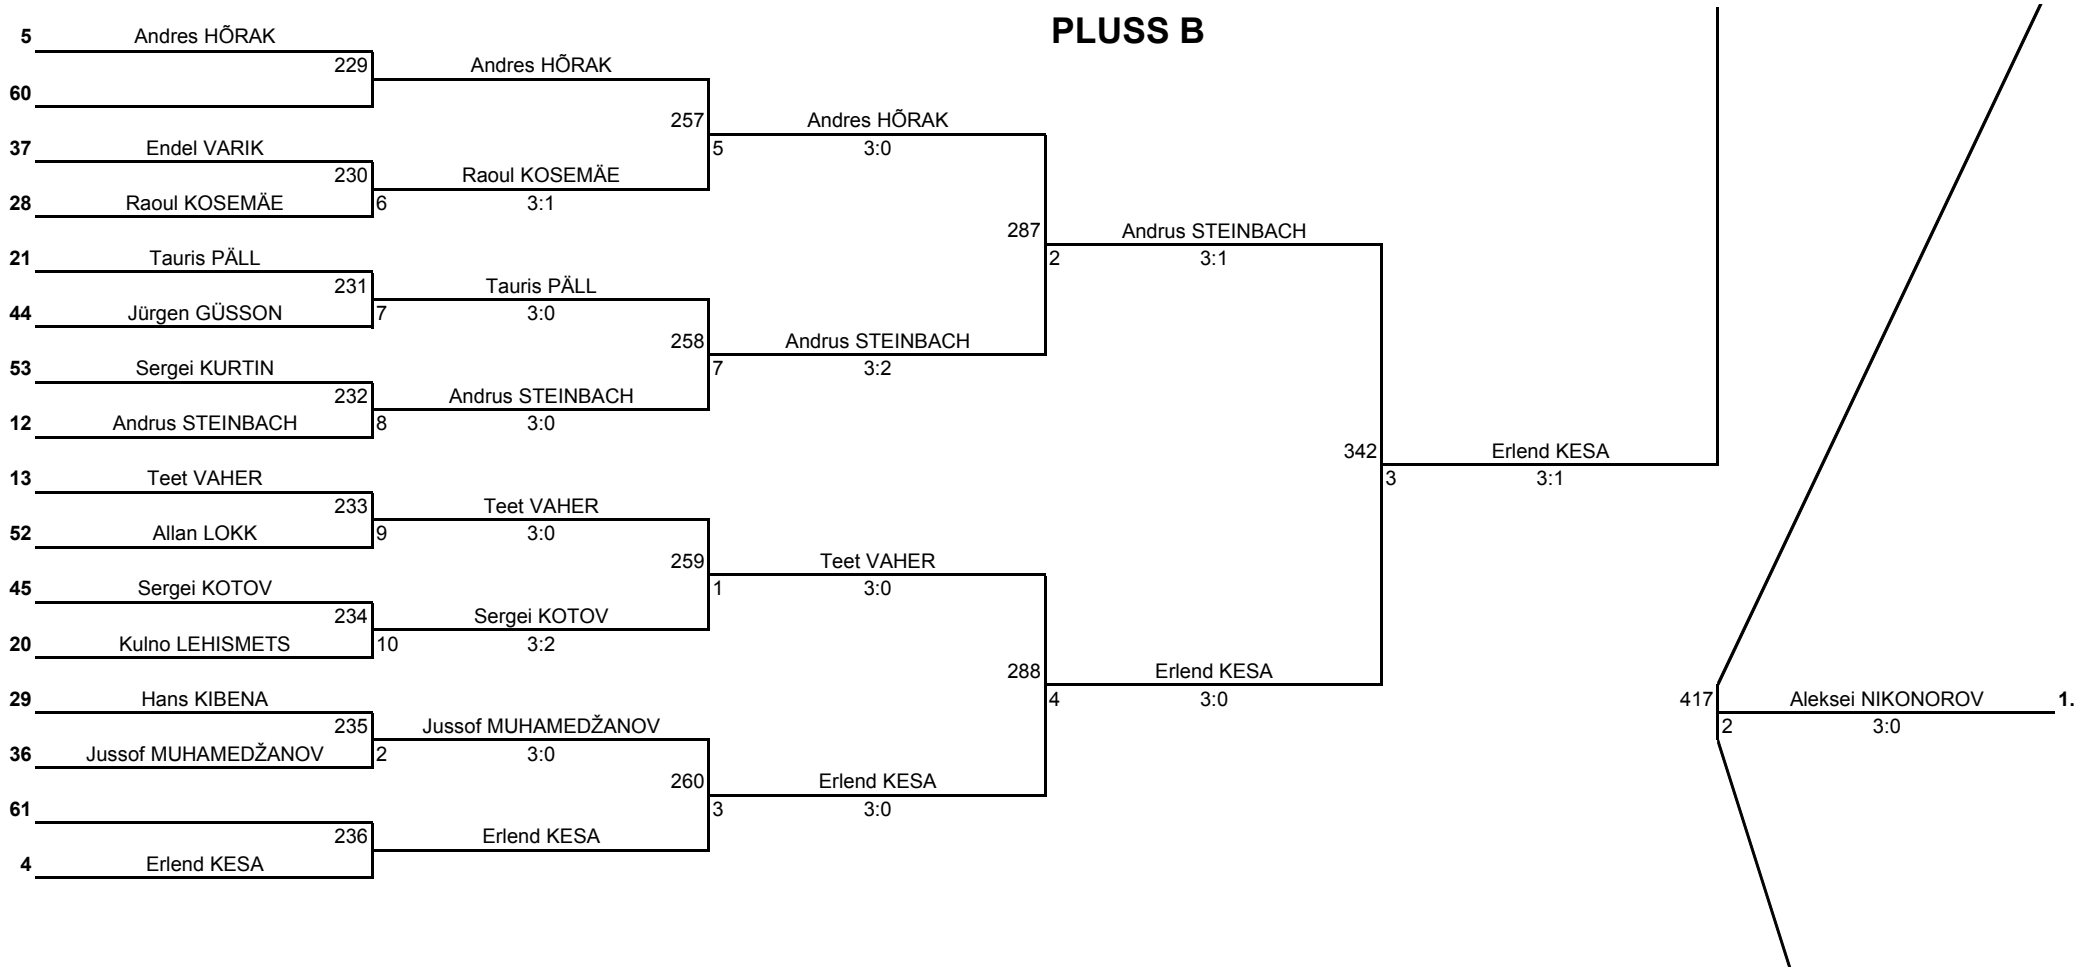 PLUSS B
5 Andres HÕRAK
229 Andres HÕRAK
60
257 Andres HÕRAK
37 Endel VARIK 5 3:0
230 Raoul KOSEMÄE
28 Raoul KOSEMÄE 6 3:1
287 Andrus STEINBACH
21 Tauris PÄLL 2 3:1
231 Tauris PÄLL
44 Jürgen GÜSSON 7 3:0
258 Andrus STEINBACH
53 Sergei KURTIN 7 3:2
232 Andrus STEINBACH
12 Andrus STEINBACH 8 3:0
342 Erlend KESA
13 Teet VAHER 3 3:1
233 Teet VAHER
52 Allan LOKK 9 3:0
259 Teet VAHER
45 Sergei KOTOV 1 3:0
234 Sergei KOTOV
20 Kulno LEHISMETS 10 3:2
288 Erlend KESA
29 Hans KIBENA 4 3:0 417 Aleksei NIKONOROV 1.
235 Jussof MUHAMEDŽANOV 2 3:0
36 Jussof MUHAMEDŽANOV 2 3:0
260 Erlend KESA
61 3 3:0
236 Erlend KESA
4 Erlend KESA